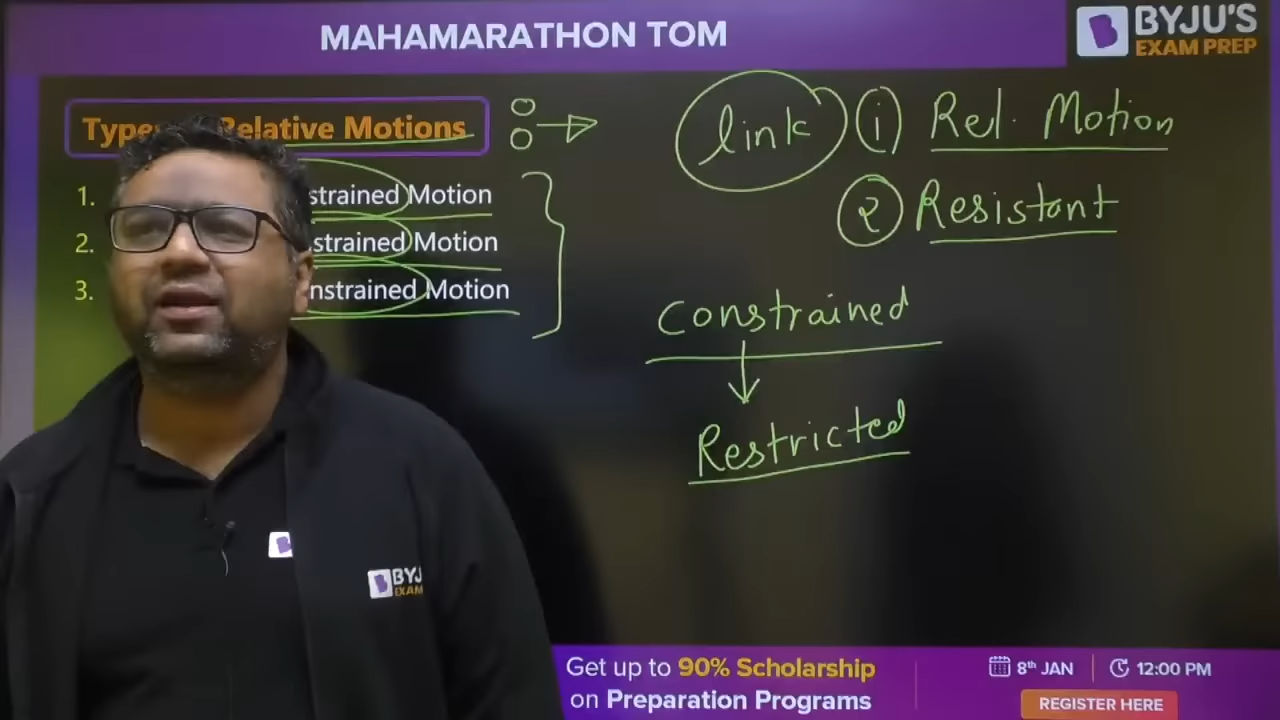 MAHAMARATHON TOM
BYJU'S
EXAM PREP
Relative Motions
1. strained Motion
2. strained Motion
3. nstrained Motion
link
1 Rel. Motion
2 Resistant
Constrained
Restricted
BYJ
EXAM
Get up to 90% Scholarship
on Preparation Programs
8th JAN
12:00 PM
REGISTER HERE